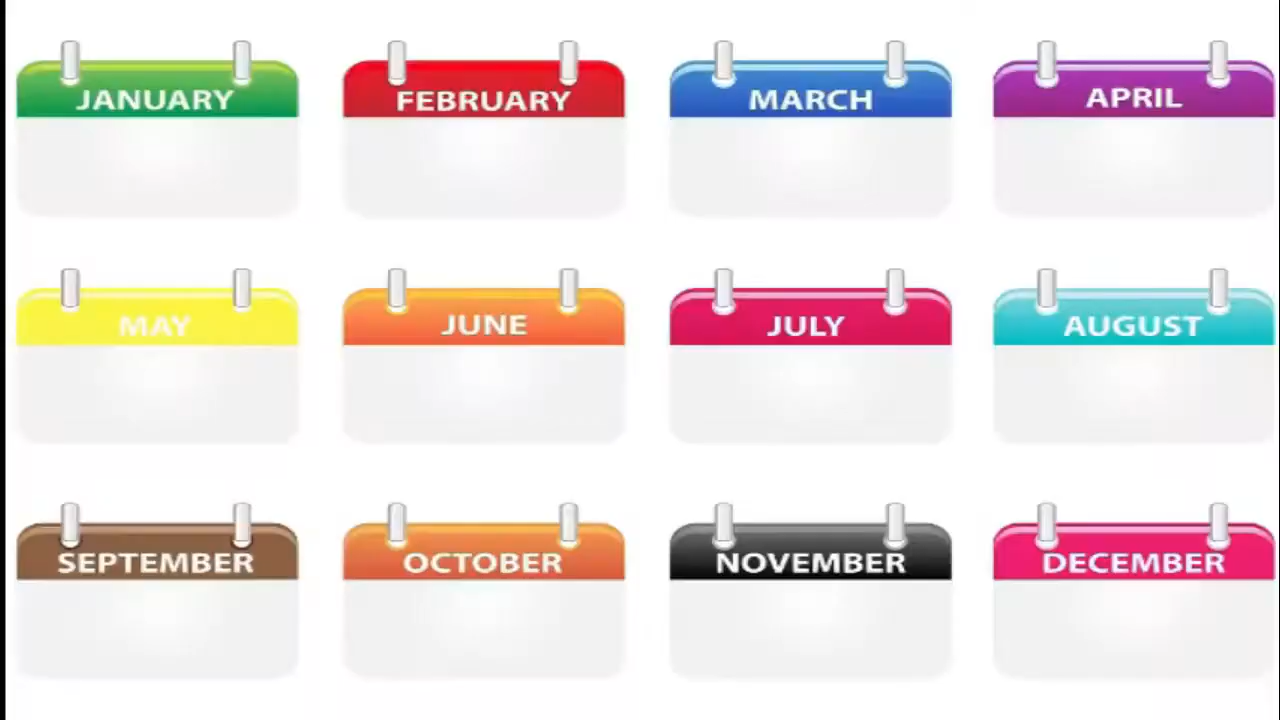 JANUARY
FEBRUARY
MARCH
APRIL
MAY
JUNE
JULY
AUGUST
SEPTEMBER
OCTOBER
NOVEMBER
DECEMBER